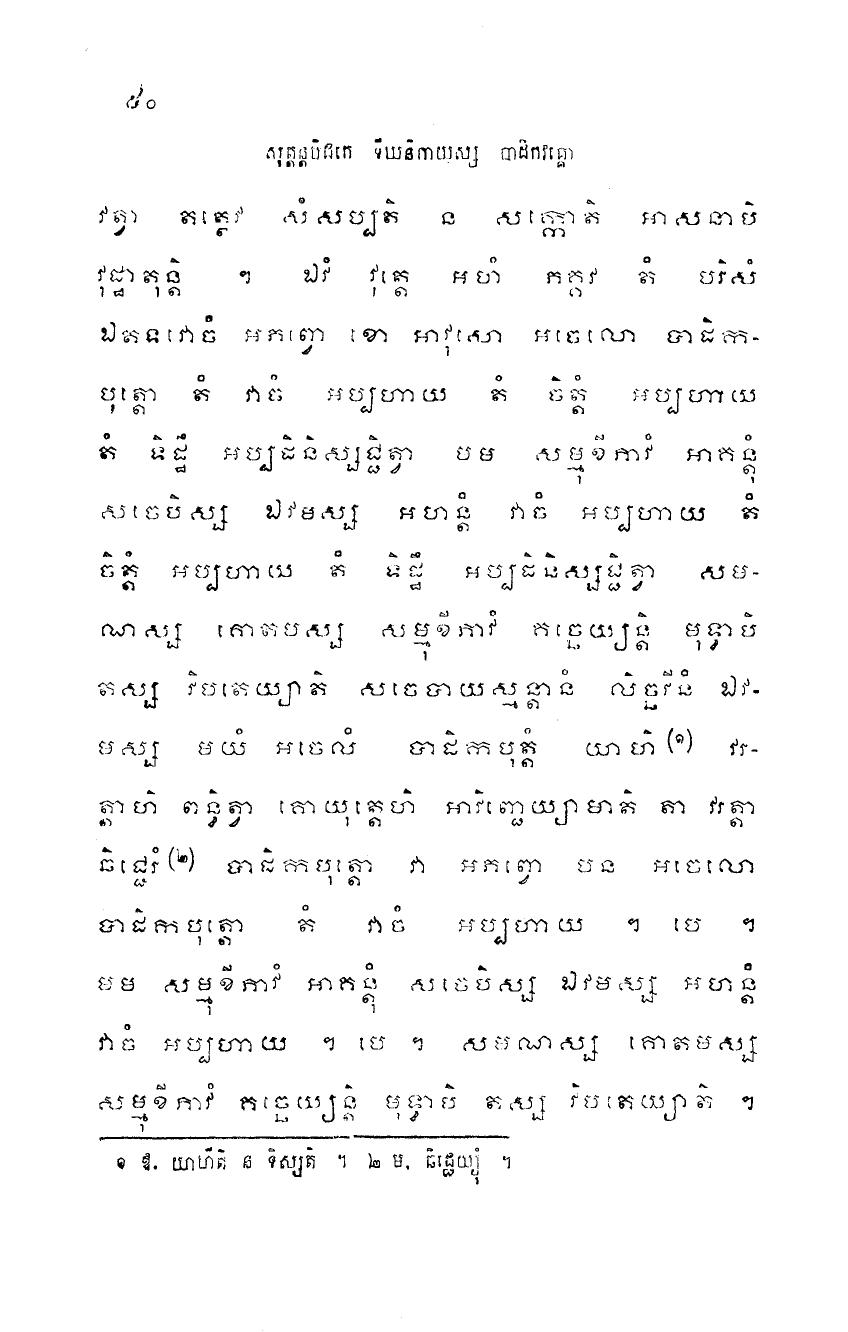 ៥០
សុត្តន្តបិដកេ ទីឃនិកាយស្ស បាដិកវគ្គោ
វត្វា តត្ថេវ សំសប្បតិ ន សក្កោតិ អាសនាបិ
វុដ្ឋាតុន្តិ ។ ឯវំ វុត្តេ អហំ ភគ្គវ តំ បរិសំ
ឯតទវោចំ អភព្វោ ខោ អាវុសោ អចេលោ បាដិក-
បុត្តោ តំ វាចំ អប្បហាយ តំ ចិត្តំ អប្បហាយ
តំ ទិដ្ឋឹ អប្បដិនិស្សជ្ជិត្វា មម សម្មុខីភាវំ អាគន្តុំ
សចេបិស្ស ឯវមស្ស អហន្តំ វាចំ អប្បហាយ តំ
ចិត្តំ អប្បហាយ តំ ទិដ្ឋឹ អប្បដិនិស្សជ្ជិត្វា សម-
ណស្ស គោតមស្ស សម្មុខីភាវំ គច្ឆេយ្យន្តិ មុទ្ធាបិ
តស្ស វិបតេយ្យាតិ សចេបាយស្មន្តានំ លិច្ឆវីនំ ឯវ-
មស្ស មយំ អចេលំ បាដិកបុត្តំ យាហិ (១) វរ-
ត្តាហិ ពន្ធិត្វា គោយុត្តេហិ អាវិញ្ឆេយ្យាមាតិ តា វរត្តា
ឆិជ្ជេរំ (២) បាដិកបុត្តោ វា អភព្វោ បន អចេលោ
បាដិកបុត្តោ តំ វាចំ អប្បហាយ ។ បេ ។
មម សម្មុខីភាវំ អាគន្តុំ សចេបិស្ស ឯវមស្ស អហន្តំ
វាចំ អប្បហាយ ។ បេ ។ សមណស្ស គោតមស្ស
សម្មុខីភាវំ គច្ឆេយ្យន្តិ មុទ្ធាបិ តស្ស វិបតេយ្យាតិ ។
១ ឱ. យាហីតិ ន ទិស្សតិ ។ ២ ម. ឆិជ្ជេយ្យុំ ។